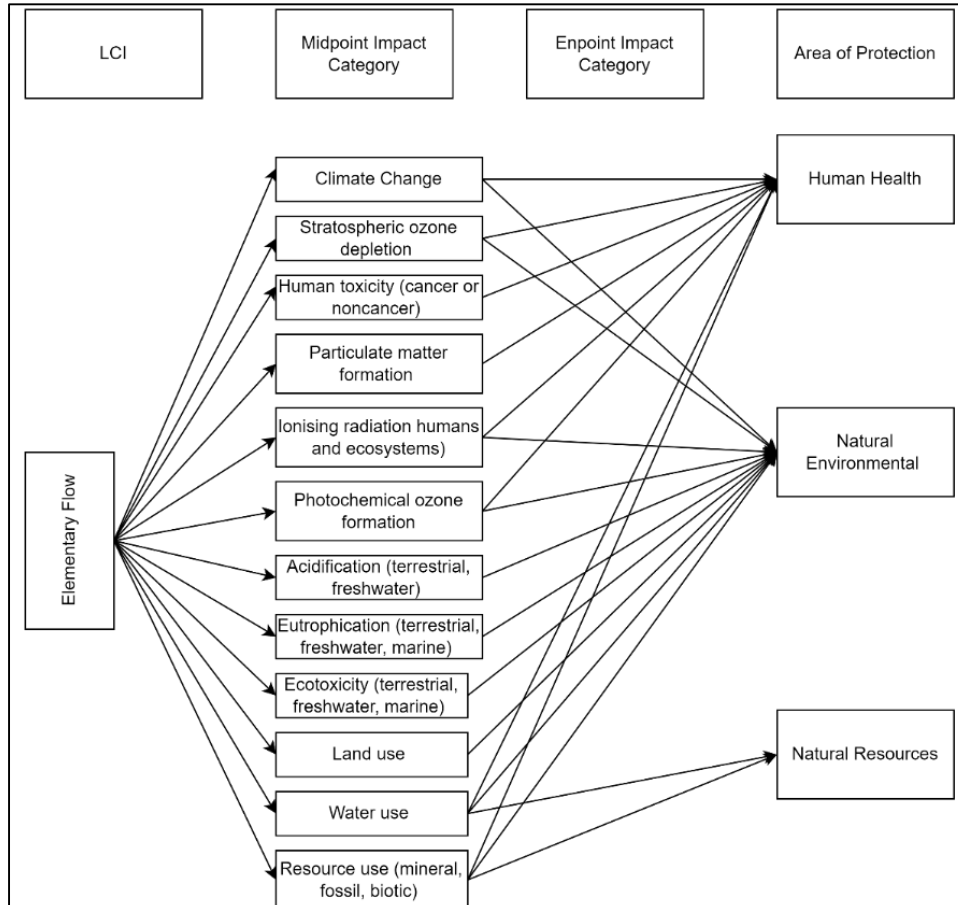 LCI
Midpoint Impact
Category
Enpoint Impact
Category
Area of Protection
Elementary Flow
Climate Change
Stratospheric ozone
depletion
Human toxicity (cancer or
noncancer)
Particulate matter
formation
Ionising radiation humans
and ecosystems)
Photochemical ozone
formation
Acidification (terrestrial,
freshwater)
Eutrophication (terrestrial,
freshwater, marine)
Ecotoxicity (terrestrial,
freshwater, marine)
Land use
Water use
Resource use (mineral,
fossil, biotic)
Human Health
Natural
Environmental
Natural Resources